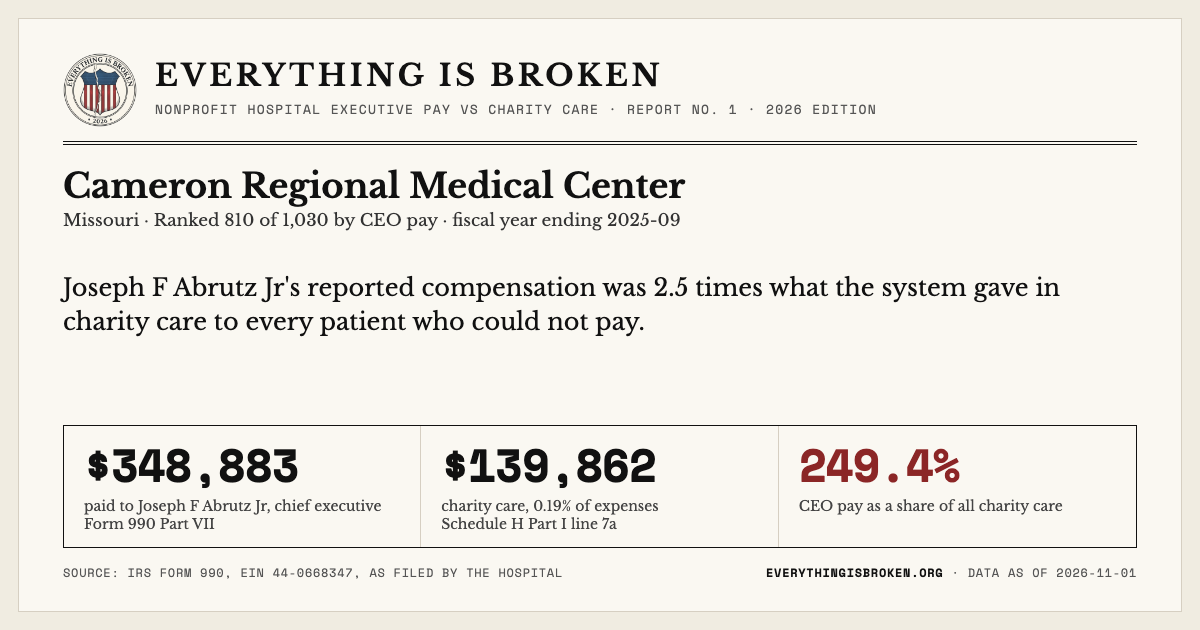 EVERYTHING IS BROKEN
2026
EVERYTHING IS BROKEN
NONPROFIT HOSPITAL EXECUTIVE PAY VS CHARITY CARE · REPORT NO. 1 · 2026 EDITION
Cameron Regional Medical Center
Missouri · Ranked 810 of 1,030 by CEO pay · fiscal year ending 2025-09
Joseph F Abrutz Jr's reported compensation was 2.5 times what the system gave in
charity care to every patient who could not pay.
$348,883
paid to Joseph F Abrutz Jr, chief executive
Form 990 Part VII
$139,862
charity care, 0.19% of expenses
Schedule H Part I line 7a
249.4%
CEO pay as a share of all charity care
SOURCE: IRS FORM 990, EIN 44-0668347, AS FILED BY THE HOSPITAL
EVERYTHINGISBROKEN.ORG · DATA AS OF 2026-11-01